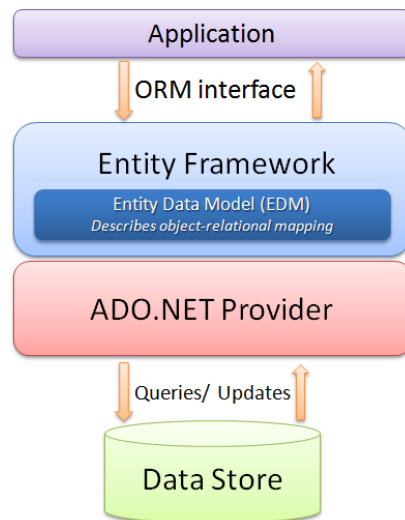 Application
ORM interface
Entity Framework
Entity Data Model (EDM)
Describes object-relational mapping
ADO.NET Provider
Queries/ Updates
Data Store